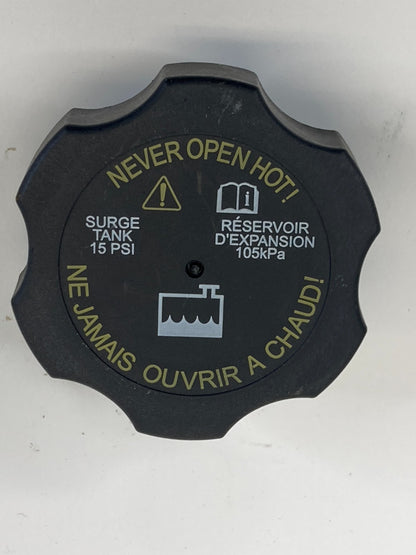 NEVER OPEN HOT!
SURGE
TANK
15 PSI
RÉSERVOIR
D'EXPANSION
105kPa
NE JAMAIS OUVRIR A CHAUD!